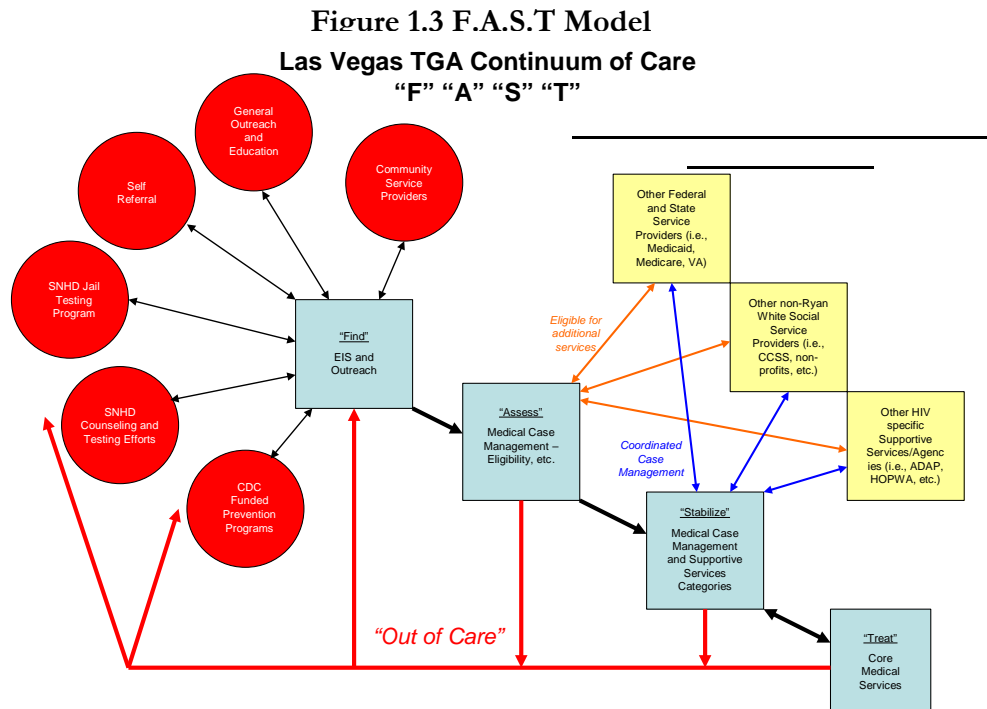 Figure 1.3 F.A.S.T Model
Las Vegas TGA Continuum of Care
“F” “A” “S” “T”
General
Outreach
and
Education
Community
Service
Providers
Self
Referral
SNHD Jail
Testing
Program
SNHD
Counseling and
Testing Efforts
CDC
Funded
Prevention
Programs
“Find”
EIS and
Outreach
Other Federal
and State
Service
Providers (i.e.,
Medicaid,
Medicare, VA)
Eligible for
additional
services
Other non-Ryan
White Social
Service
Providers (i.e.,
CCSS, non-
profits, etc.)
“Assess”
Medical Case
Management –
Eligibility, etc.
Other HIV
specific
Supportive
Services/Agenc
ies (i.e., ADAP,
HOPWA, etc.)
Coordinated
Case
Management
“Stabilize”
Medical Case
Management
and Supportive
Services
Categories
“Out of Care”
“Treat”
Core
Medical
Services